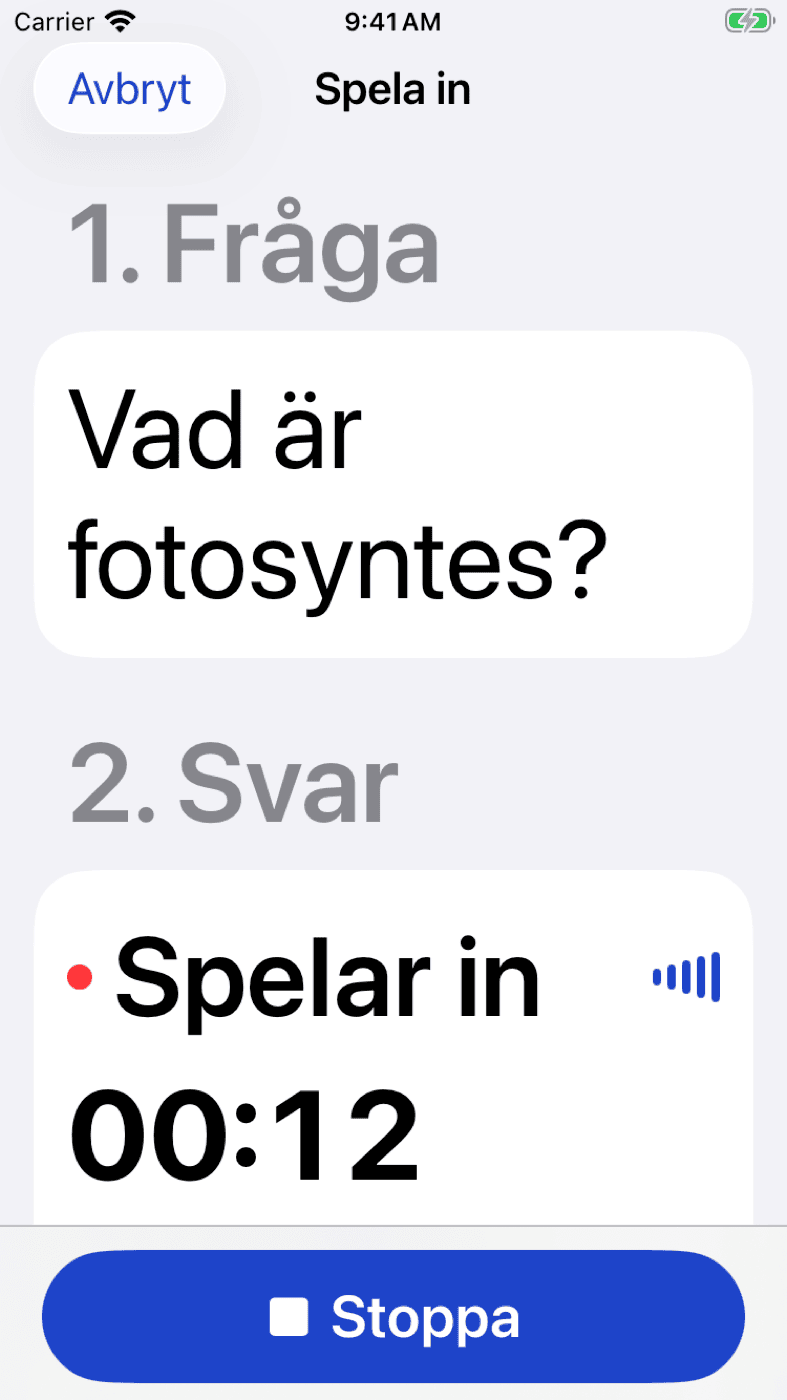 Carrier 9:41 AM
Avbryt Spela in
1. Fråga
Vad är
fotosyntes?
2. Svar
Spelar in
00:12
Stoppa